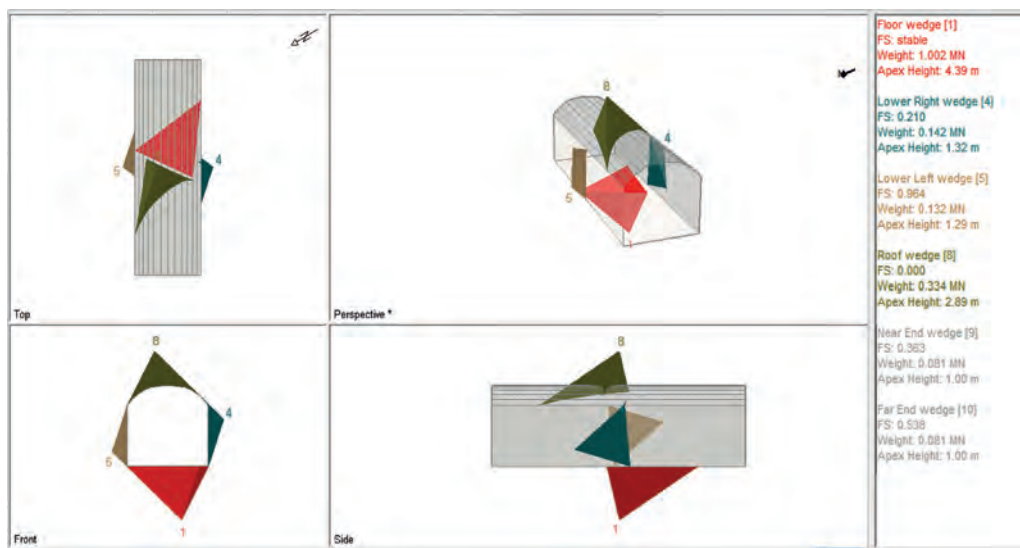 N
5
4
Top
8
4
5
1
Perspective *
8
4
5
1
Front
8
1
Side
Floor wedge [1]
FS: stable
Weight: 1.002 MN
Apex Height: 4.39 m
Lower Right wedge [4]
FS: 0.210
Weight: 0.142 MN
Apex Height: 1.32 m
Lower Left wedge [5]
FS: 0.964
Weight: 0.132 MN
Apex Height: 1.29 m
Roof wedge [8]
FS: 0.000
Weight: 0.334 MN
Apex Height: 2.89 m
Near End wedge [9]
FS: 0.363
Weight: 0.081 MN
Apex Height: 1.00 m
Far End wedge [10]
FS: 0.538
Weight: 0.081 MN
Apex Height: 1.00 m